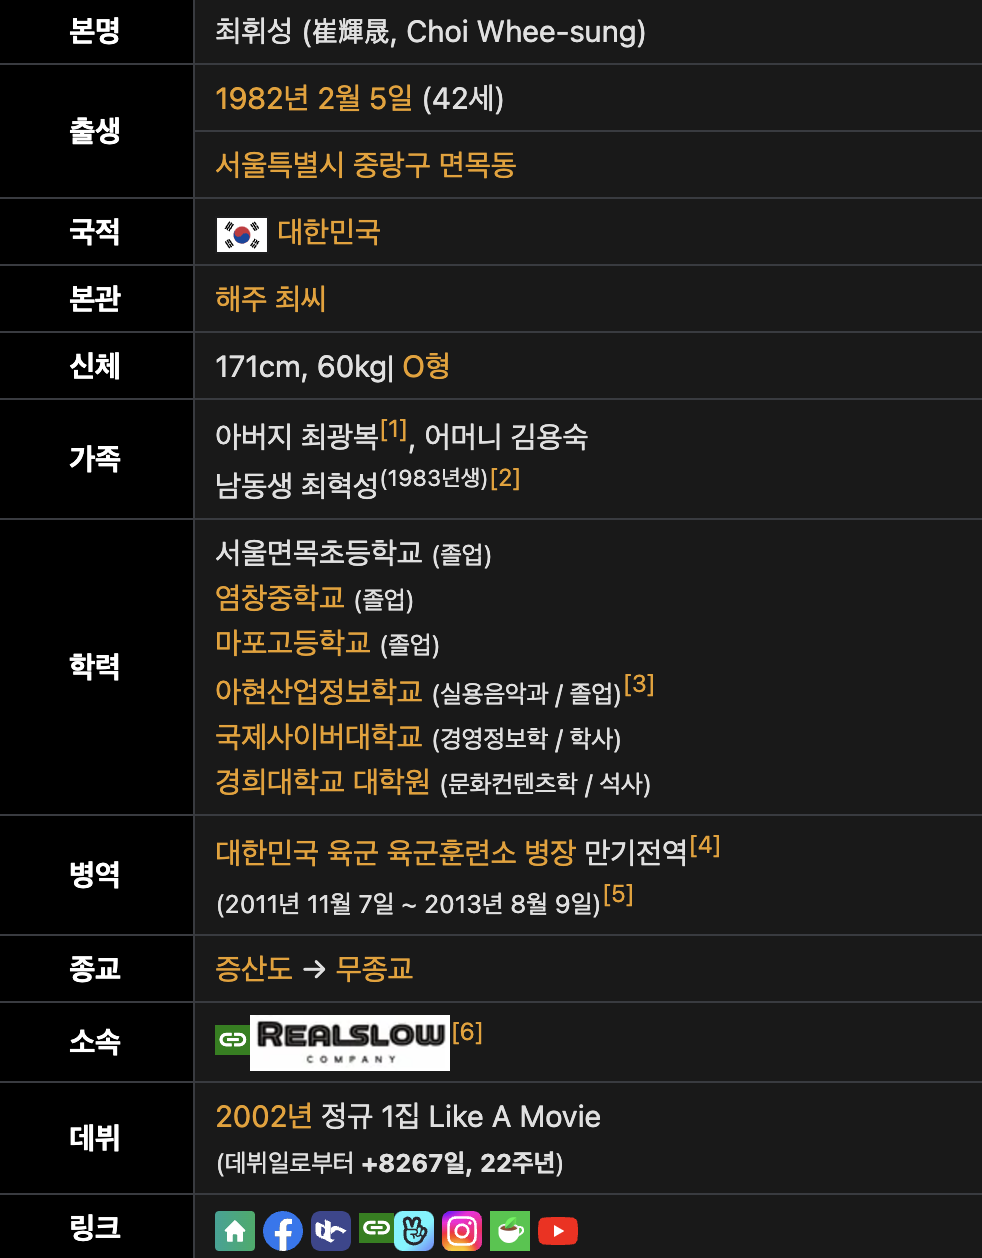 본명
최휘성 (崔輝晟, Choi Whee-sung)
출생
1982년 2월 5일 (42세)
서울특별시 중랑구 면목동
국적
대한민국
본관
해주 최씨
신체
171cm, 60kg| O형
가족
아버지 최광복[1], 어머니 김용숙
남동생 최혁성(1983년생)[2]
학력
서울면목초등학교 (졸업)
염창중학교 (졸업)
마포고등학교 (졸업)
아현산업정보학교 (실용음악과 / 졸업)[3]
국제사이버대학교 (경영정보학 / 학사)
경희대학교 대학원 (문화컨텐츠학 / 석사)
병역
대한민국 육군 육군훈련소 병장 만기전역[4]
(2011년 11월 7일 ~ 2013년 8월 9일)[5]
종교
증산도 → 무종교
소속
REALSLOW [6]
COMPANY
데뷔
2002년 정규 1집 Like A Movie
(데뷔일로부터 +8267일, 22주년)
링크